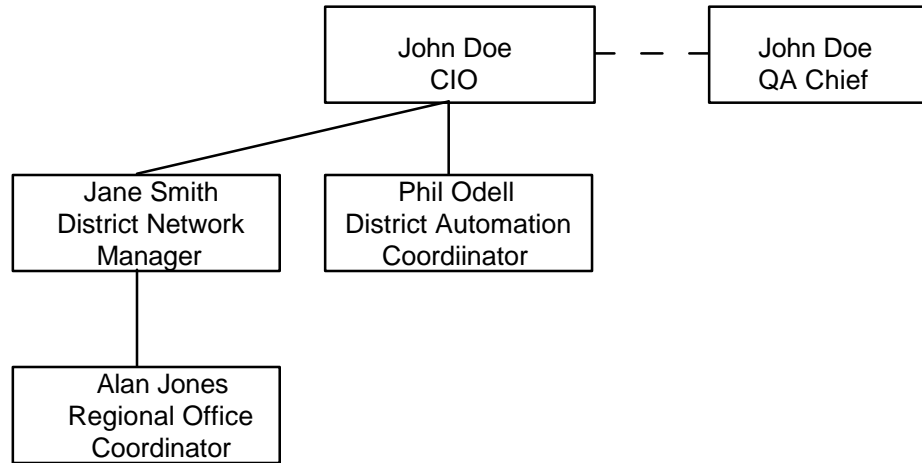 John Doe
CIO
John Doe
QA Chief
Jane Smith
District Network
Manager
Phil Odell
District Automation
Coordiinator
Alan Jones
Regional Office
Coordinator